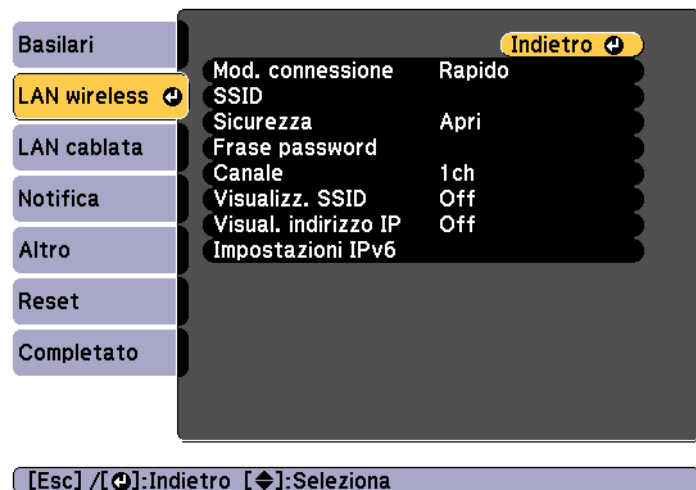 Basilari
LAN wireless
LAN cablata
Notifica
Altro
Reset
Completato
Indietro
Mod. connessione Rapido
SSID
Sicurezza Apri
Frase password
Canale 1ch
Visualizz. SSID Off
Visual. indirizzo IP Off
Impostazioni IPv6
[Esc] /[⏎]:Indietro [◆]:Seleziona